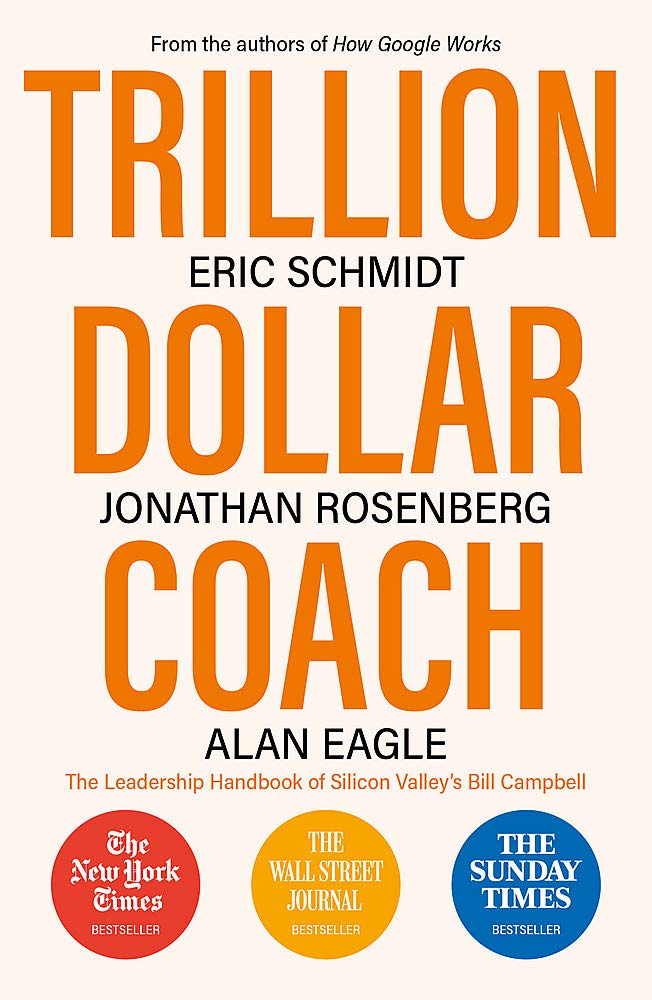 From the authors of How Google Works
TRILLION
ERIC SCHMIDT
DOLLAR
JONATHAN ROSENBERG
COACH
ALAN EAGLE
The Leadership Handbook of Silicon Valley's Bill Campbell
The
New York
Times
BESTSELLER
THE
WALL STREET
JOURNAL
BESTSELLER
THE
SUNDAY
TIMES
BESTSELLER